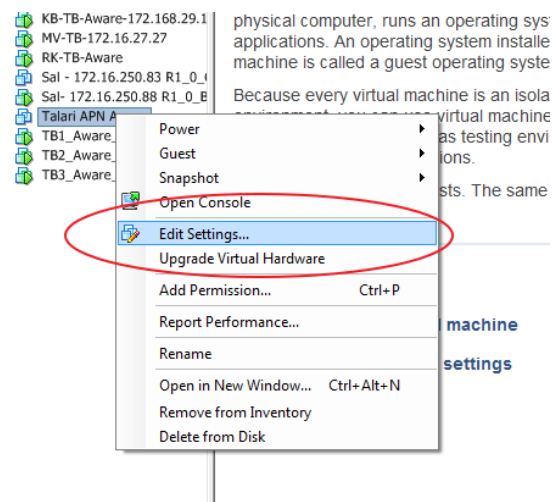 KB-TB-Aware-172.168.29.1
MV-TB-172.16.27.27
RK-TB-Aware
Sal - 172.16.250.83 R1_0_
Sal- 172.16.250.88 R1_0_B
Talari APN A
TB1_Aware_
TB2_Aware_
TB3_Aware_
physical computer, runs an operating sys
applications. An operating system installe
machine is called a guest operating syste
Because every virtual machine is an isola
virtual machine
as testing envi
ions.
sts. The same
machine
settings
Power
Guest
Snapshot
Open Console
Edit Settings...
Upgrade Virtual Hardware
Add Permission... Ctrl+P
Report Performance...
Rename
Open in New Window... Ctrl+Alt+N
Remove from Inventory
Delete from Disk